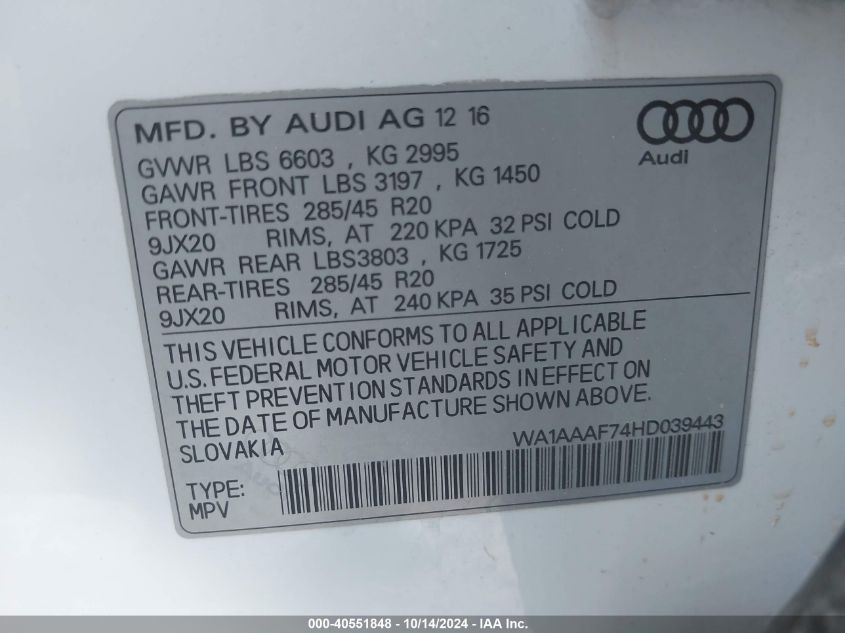 MFD. BY AUDI AG 12 16
Audi
GVWR LBS 6603 , KG 2995
GAWR FRONT LBS 3197 , KG 1450
FRONT-TIRES 285/45 R20
9JX20 RIMS, AT 220 KPA 32 PSI COLD
GAWR REAR LBS3803 , KG 1725
REAR-TIRES 285/45 R20
9JX20 RIMS, AT 240 KPA 35 PSI COLD
THIS VEHICLE CONFORMS TO ALL APPLICABLE
U.S. FEDERAL MOTOR VEHICLE SAFETY AND
THEFT PREVENTION STANDARDS IN EFFECT ON
THE DATE OF MANUFACTURE SHOWN ABOVE.
SLOVAKIA
WA1AAAF74HD039443
TYPE:
MPV
000-40551848 - 10/14/2024 - IAA, Inc.